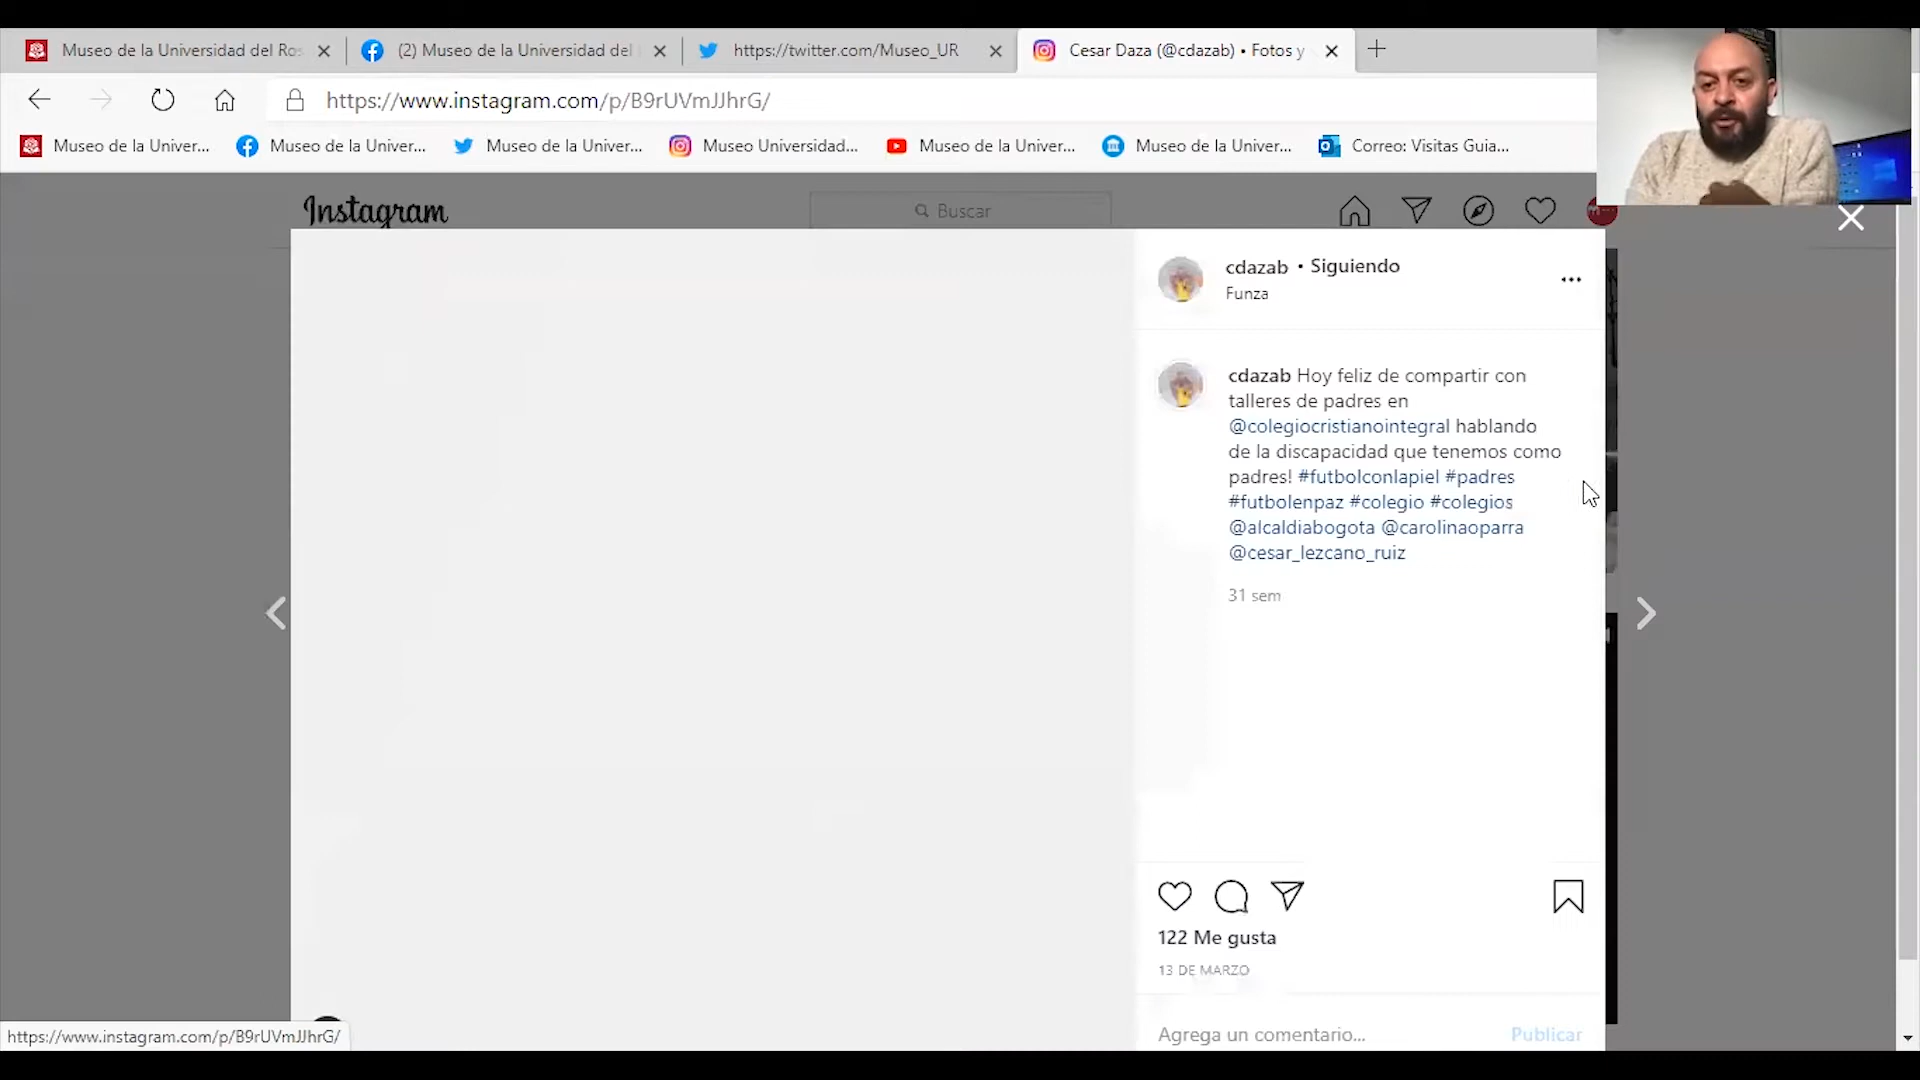 Museo de la Universidad del Ros
(2) Museo de la Universidad del
https://twitter.com/Museo_UR
Cesar Daza (@cdazab) • Fotos y
https://www.instagram.com/p/B9rUVmJJhrG/
Museo de la Univer...
Museo de la Univer...
Museo de la Univer...
Museo Universidad...
Museo de la Univer...
Museo de la Univer...
Correo: Visitas Guia...
Instagram
Buscar
cdazab • Siguiendo
Funza
cdazab Hoy feliz de compartir con
talleres de padres en
@colegiocristianointegral hablando
de la discapacidad que tenemos como
padres! #futbolconlapiel #padres
#futbolenpaz #colegio #colegios
@alcaldiabogota @carolinaoparra
@cesar_lezcano_ruiz
31 sem
122 Me gusta
13 DE MARZO
Agrega un comentario...
Publicar
https://www.instagram.com/p/B9rUVmJJhrG/